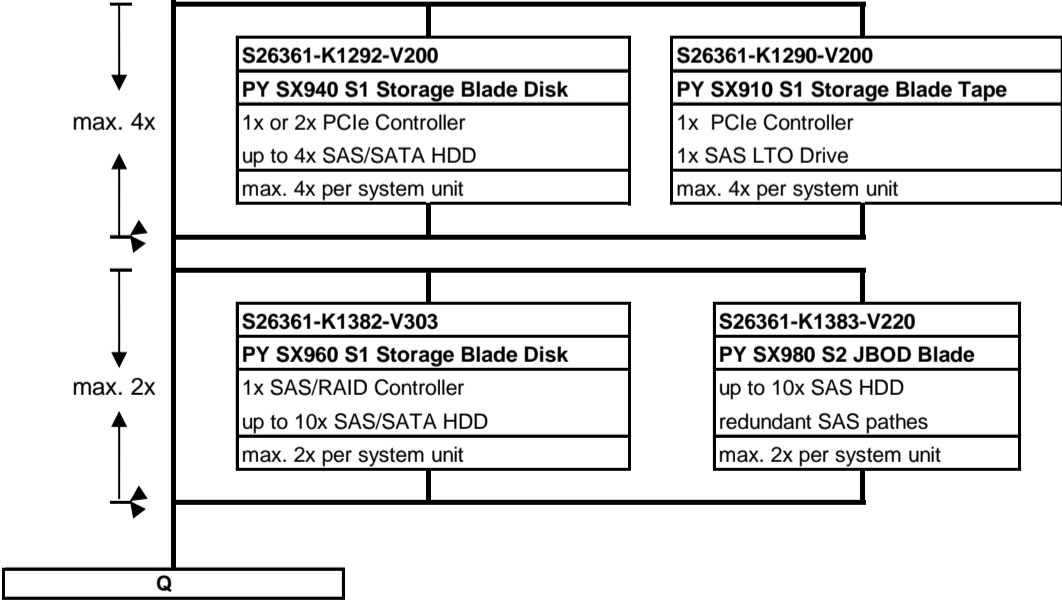 S26361-K1292-V200
PY SX940 S1 Storage Blade Disk
1x or 2x PCIe Controller
up to 4x SAS/SATA HDD
max. 4x per system unit
S26361-K1290-V200
PY SX910 S1 Storage Blade Tape
1x  PCIe Controller
1x SAS LTO Drive
max. 4x per system unit
max. 4x
S26361-K1382-V303
PY SX960 S1 Storage Blade Disk
1x SAS/RAID Controller
up to 10x SAS/SATA HDD
max. 2x per system unit
S26361-K1383-V220
PY SX980 S2 JBOD Blade
up to 10x SAS HDD
redundant SAS pathes
max. 2x per system unit
max. 2x
Q